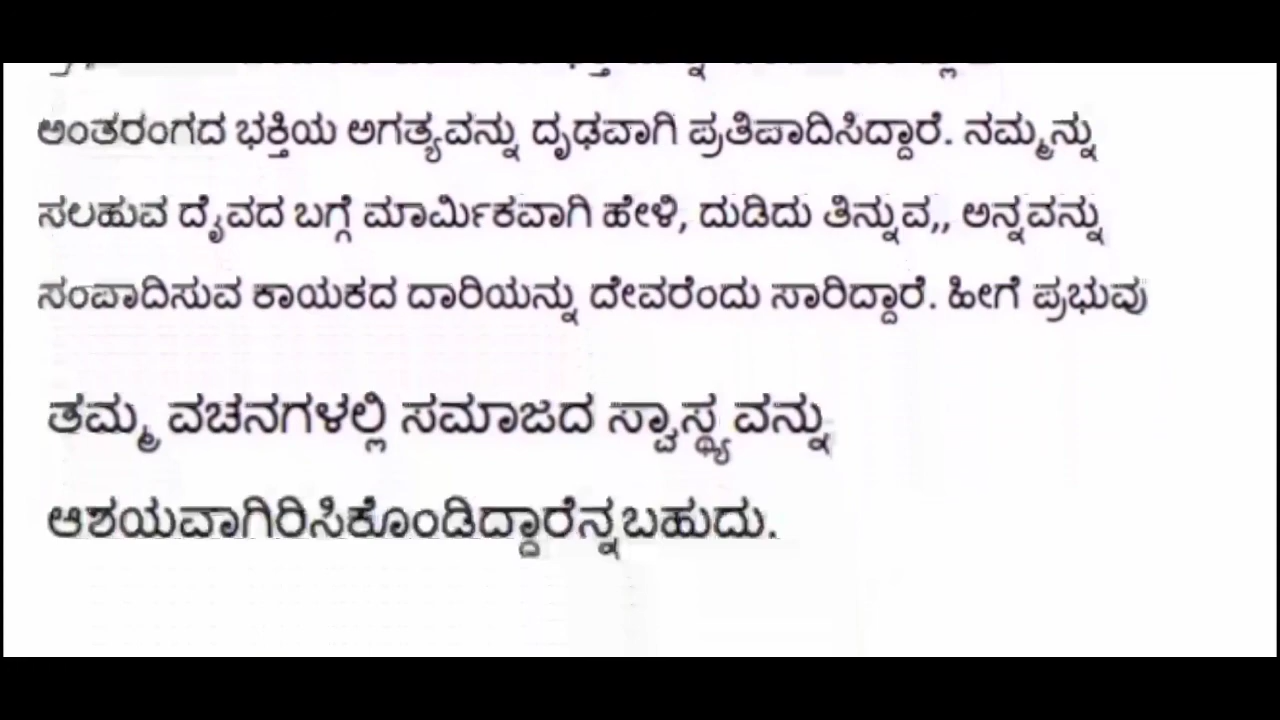 ಅಂತರಂಗದ ಭಕ್ತಿಯ ಅಗತ್ಯವನ್ನು ದೃಢವಾಗಿ ಪ್ರತಿಪಾದಿಸಿದ್ದಾರೆ. ನಮ್ಮನ್ನು
ಸಲಹುವ ದೈವದ ಬಗ್ಗೆ ಮಾರ್ಮಿಕವಾಗಿ ಹೇಳಿ, ದುಡಿದು ತಿನ್ನುವ,, ಅನ್ನವನ್ನು
ಸಂಪಾದಿಸುವ ಕಾಯಕದ ದಾರಿಯನ್ನು ದೇವರೆಂದು ಸಾರಿದ್ದಾರೆ. ಹೀಗೆ ಪ್ರಭುವು
ತಮ್ಮ ವಚನಗಳಲ್ಲಿ ಸಮಾಜದ ಸ್ವಾಸ್ಥ್ಯವನ್ನು
ಆಶಯವಾಗಿರಿಸಿಕೊಂಡಿದ್ದಾರೆನ್ನಬಹುದು.